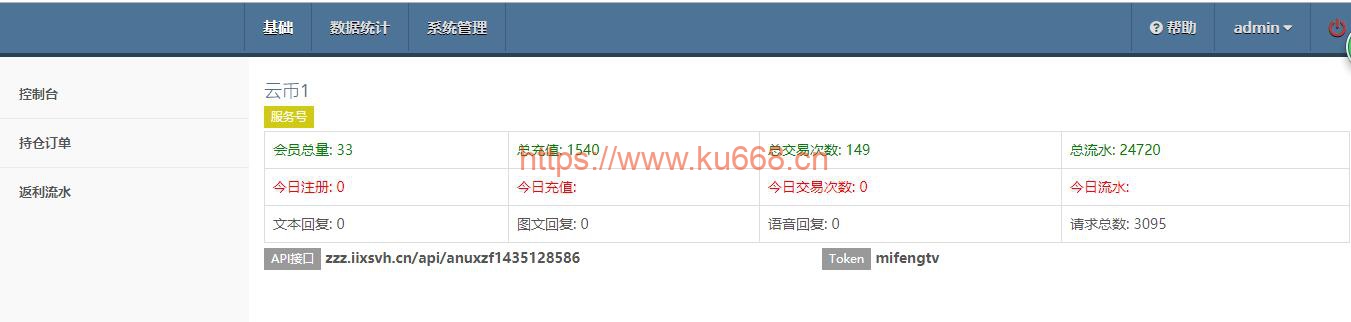 基础 数据统计 系统管理 帮助 admin
控制台
持仓订单
返利流水
云币1
服务号
会员总量: 33 总充值: 1540 总交易次数: 149 总流水: 24720
https://www.ku668.cn
今日注册: 0 今日充值: 今日交易次数: 0 今日流水:
文本回复: 0 图文回复: 0 语音回复: 0 请求总数: 3095
API接口 zzz.iixsvh.cn/api/anuxzf1435128586 Token mifengtv